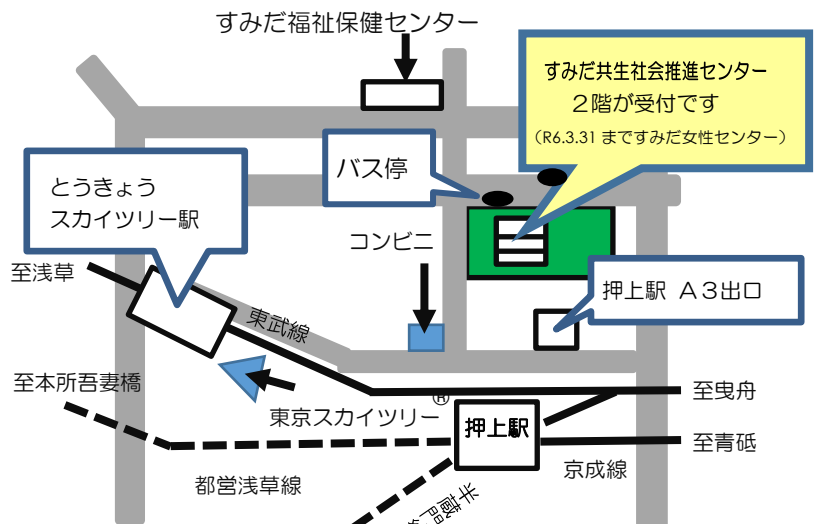 すみだ福祉保健センター
すみだ共生社会推進センター
２階が受付です
（R6.3.31 まですみだ女性センター）
バス停
とうきょう
スカイツリー駅
コンビニ
至浅草
押上駅 Ａ３出口
東武線
至本所吾妻橋
至曳舟
®
東京スカイツリー
押上駅
至青砥
京成線
都営浅草線
半蔵門